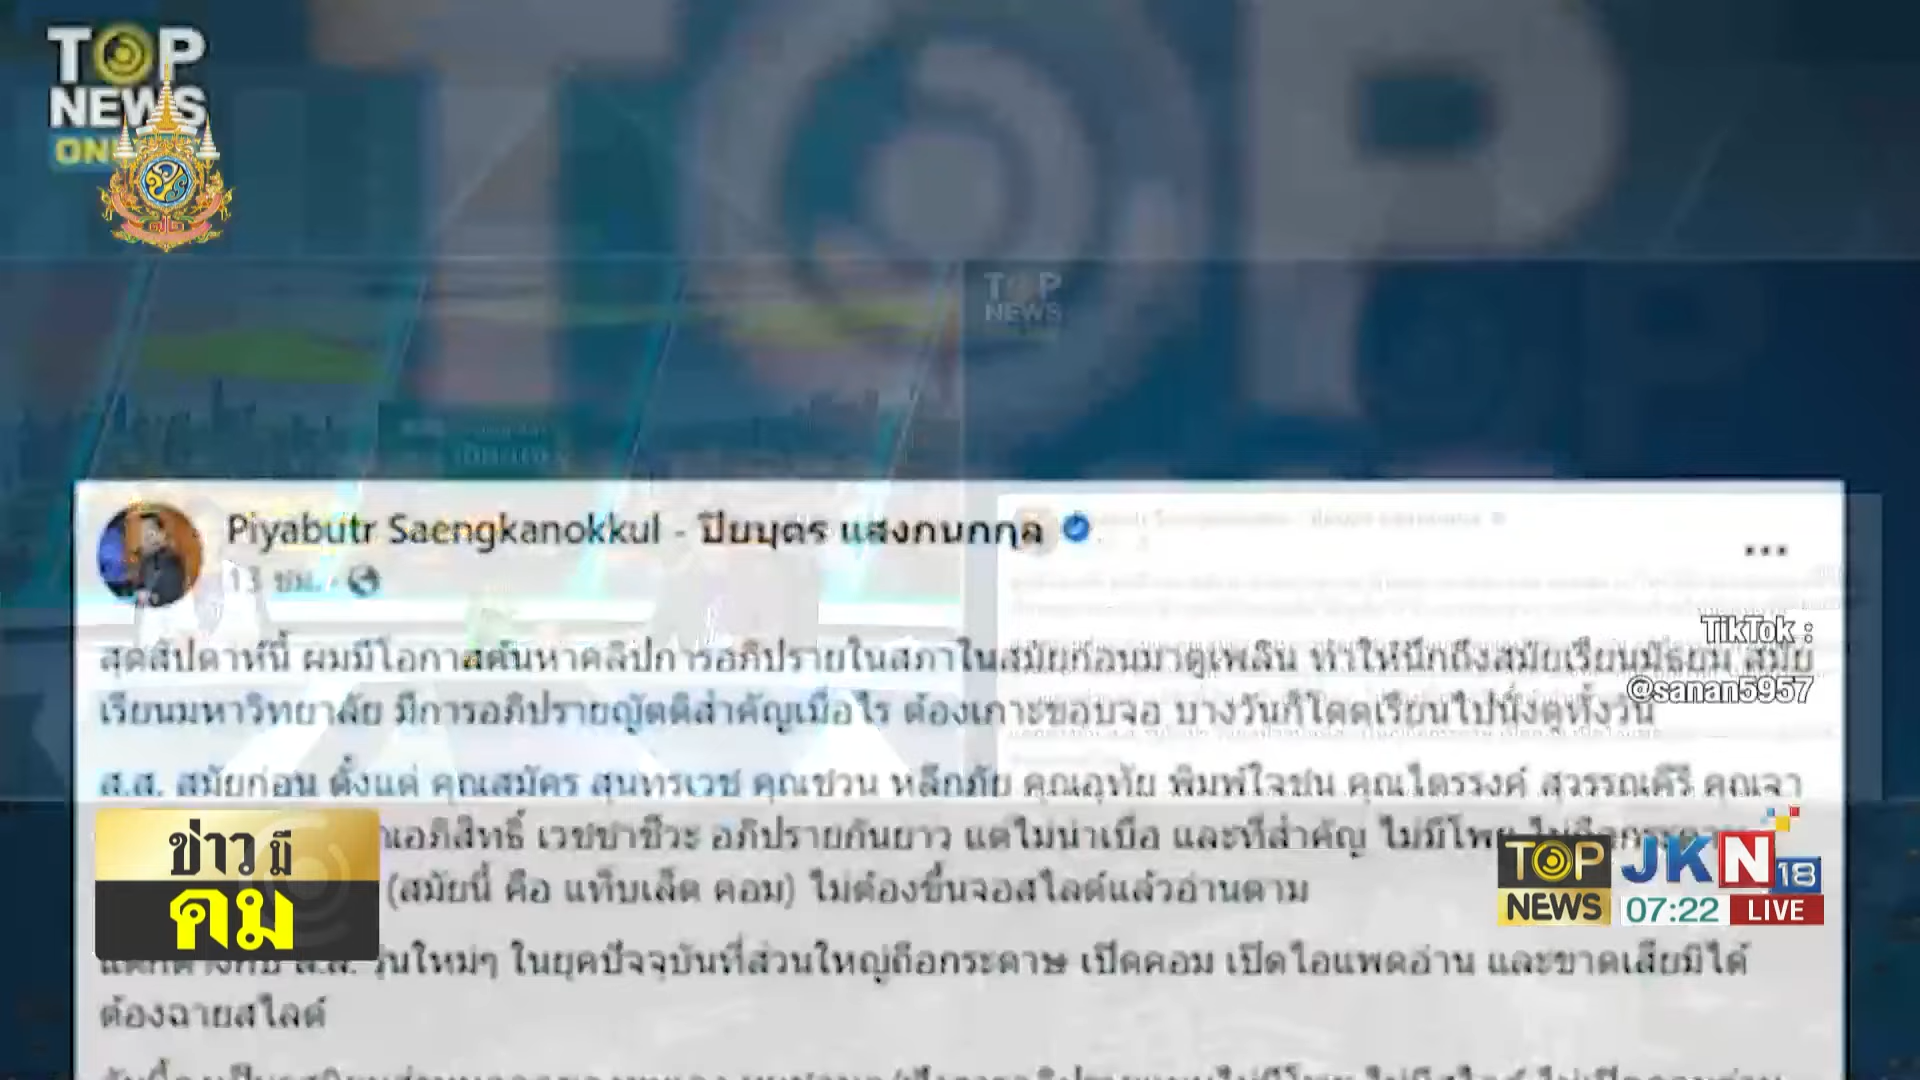 TOP
NEWS
TOP
TOP
NEWS
Piyabutr Saengkanokkul - ปิยบุตร แสงกนกกุล
13 ชม.
สุดสัปดาห์นี้ ผมมีโอกาสค้นหาคลิปการอภิปรายในสภาในสมัยก่อนมาดูเพลิน ทำให้นึกถึงสมัยเรียนมัธยม สมัย
เรียนมหาวิทยาลัย มีการอภิปรายญัตติสำคัญเมื่อไร ต้องเกาะขอบจอ บางวันก็โดดเรียนไปนั่งดูทั้งวัน
TikTok :
@sanan5957
ส.ส. สมัยก่อน ตั้งแต่ คุณสมัคร สุนทรเวช คุณชวน หลีกภัย คุณอุทัย พิมพ์ใจชน คุณไตรรงค์ สุวรรณคีรี คุณจา
ณอภิสิทธิ์ เวชชาชีวะ อภิปรายกันยาว แต่ไม่น่าเบื่อ และที่สำคัญ ไม่มีโพย
(สมัยนี้ คือ แท็บเล็ต คอม) ไม่ต้องขึ้นจอสไลด์แล้วอ่านตาม
รุ่นใหม่ๆ ในยุคปัจจุบันที่ส่วนใหญ่ถือกระดาษ เปิดคอม เปิดไอแพดอ่าน และขาดเสียมิได้
ต้องฉายสไลด์
ข่าวมี
คม
TOP
NEWS
JKN18
07:22 LIVE